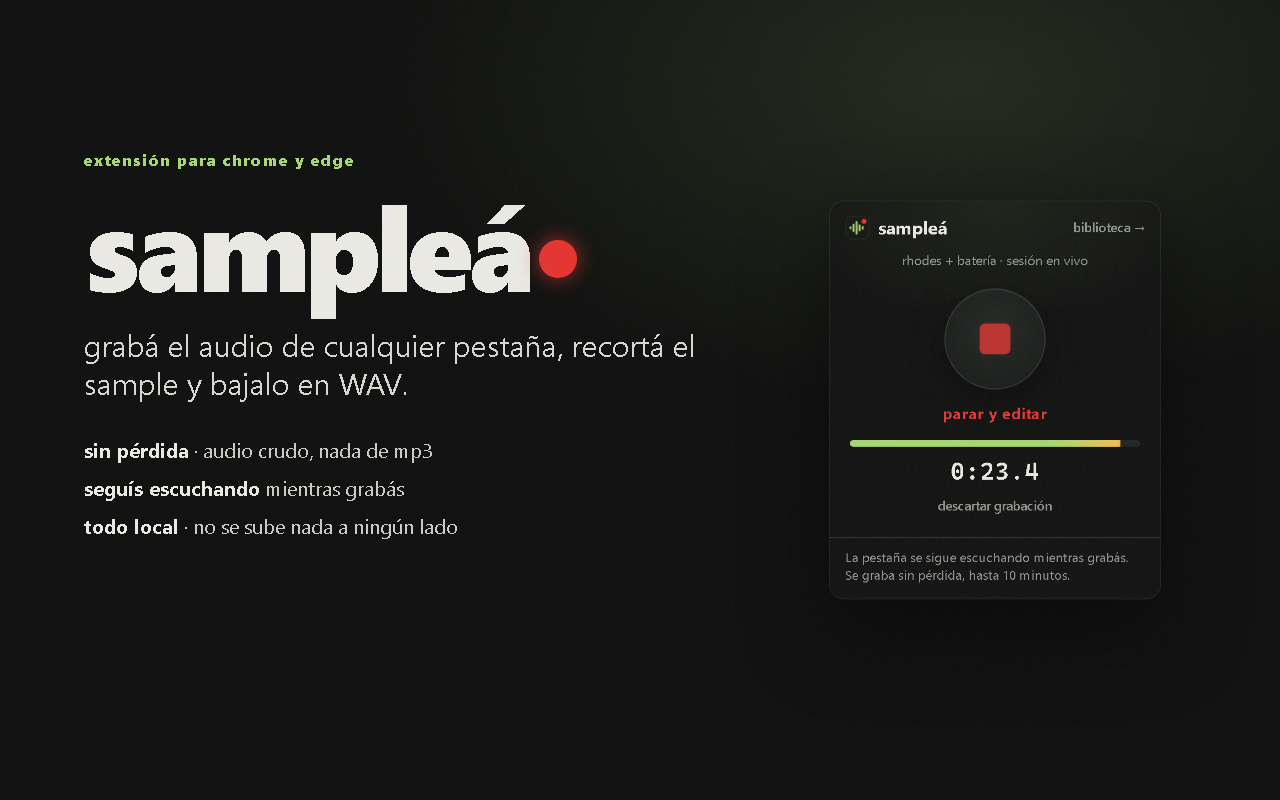 extensión para chrome y edge
sampleá
grabá el audio de cualquier pestaña, recortá el
sample y bajalo en WAV.
sin pérdida · audio crudo, nada de mp3
seguís escuchando mientras grabás
todo local · no se sube nada a ningún lado
sampleá
biblioteca →
rhodes + batería · sesión en vivo
parar y editar
0:23.4
descartar grabación
La pestaña se sigue escuchando mientras grabás.
Se graba sin pérdida, hasta 10 minutos.